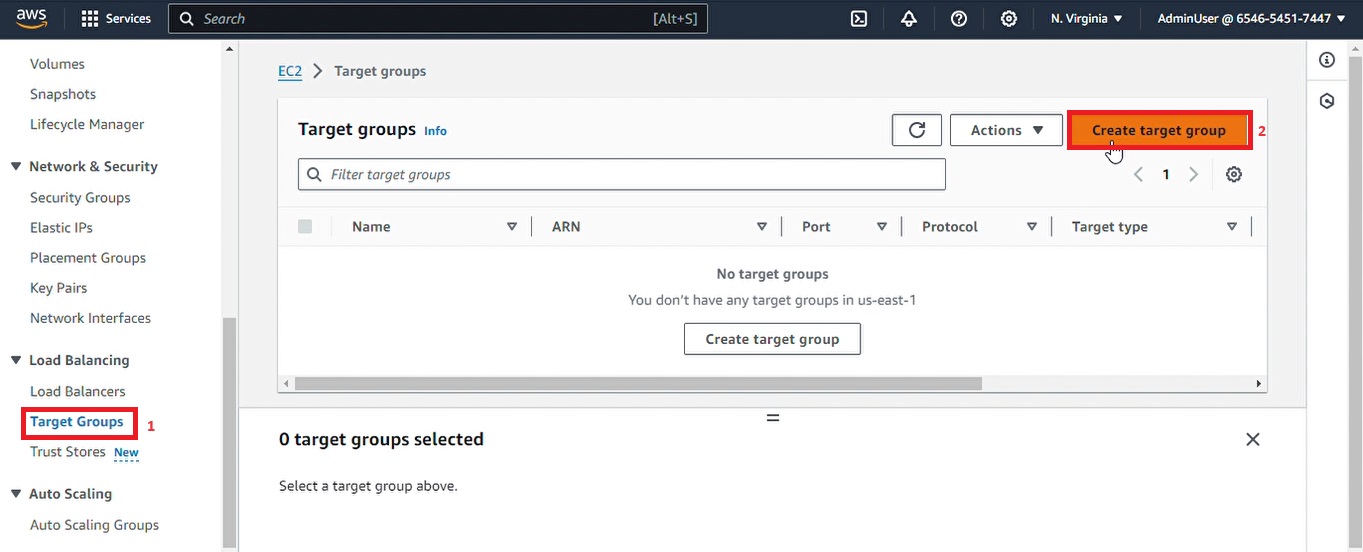 aws Services Search [Alt+S] N. Virginia AdminUser @ 6546-5451-7447
Volumes
Snapshots
Lifecycle Manager
Network & Security
Security Groups
Elastic IPs
Placement Groups
Key Pairs
Network Interfaces
Load Balancing
Load Balancers
Target Groups 1
Trust Stores New
Auto Scaling
Auto Scaling Groups
EC2 Target groups
Target groups Info Actions Create target group 2
Filter target groups 1
Name ARN Port Protocol Target type
No target groups
You don't have any target groups in us-east-1
Create target group
0 target groups selected
Select a target group above.